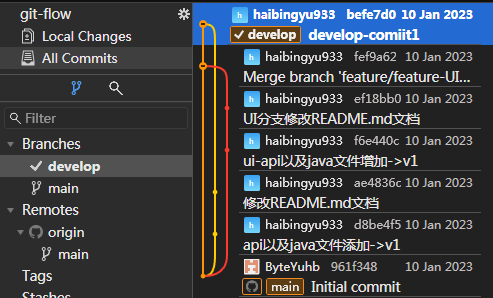 git-flow
Local Changes
All Commits
Filter
Branches
develop
main
Remotes
origin
main
Tags
Stashes
haibingyu933 befe7d0 10 Jan 2023
develop develop-comiit1
haibingyu933 fef9a62 10 Jan 2023
Merge branch 'feature/feature-UI...
haibingyu933 ef18bb0 10 Jan 2023
UI分支修改README.md文档
haibingyu933 f6e440c 10 Jan 2023
ui-api以及java文件增加->v1
haibingyu933 ae4836c 10 Jan 2023
修改README.md文档
haibingyu933 d8be4f5 10 Jan 2023
api以及java文件添加->v1
ByteYuhb 961f348 10 Jan 2023
main Initial commit